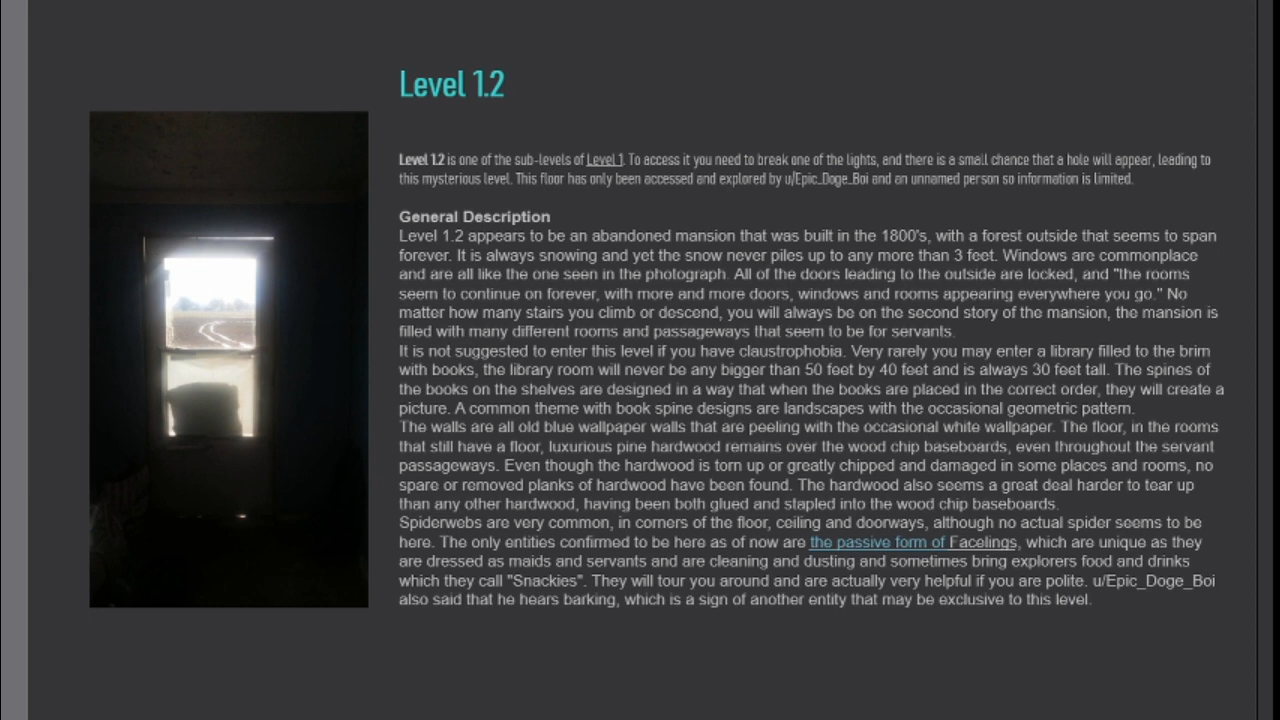 Level 1.2
Level 1.2 is one of the sub-levels of Level 1. To access it you need to break one of the lights, and there is a small chance that a hole will appear, leading to
this mysterious level. This floor has only been accessed and explored by u/Epic_Doge_Boi and an unnamed person so information is limited.
General Description
Level 1.2 appears to be an abandoned mansion that was built in the 1800's, with a forest outside that seems to span
forever. It is always snowing and yet the snow never piles up to any more than 3 feet. Windows are commonplace
and are all like the one seen in the photograph. All of the doors leading to the outside are locked, and "the rooms
seem to continue on forever, with more and more doors, windows and rooms appearing everywhere you go." No
matter how many stairs you climb or descend, you will always be on the second story of the mansion, the mansion is
filled with many different rooms and passageways that seem to be for servants.
It is not suggested to enter this level if you have claustrophobia. Very rarely you may enter a library filled to the brim
with books, the library room will never be any bigger than 50 feet by 40 feet and is always 30 feet tall. The spines of
the books on the shelves are designed in a way that when the books are placed in the correct order, they will create a
picture. A common theme with book spine designs are landscapes with the occasional geometric pattern.
The walls are all old blue wallpaper walls that are peeling with the occasional white wallpaper. The floor, in the rooms
that still have a floor, luxurious pine hardwood remains over the wood chip baseboards, even throughout the servant
passageways. Even though the hardwood is torn up or greatly chipped and damaged in some places and rooms, no
spare or removed planks of hardwood have been found. The hardwood also seems a great deal harder to tear up
than any other hardwood, having been both glued and stapled into the wood chip baseboards.
Spiderwebs are very common, in corners of the floor, ceiling and doorways, although no actual spider seems to be
here. The only entities confirmed to be here as of now are the passive form of Facelings, which are unique as they
are dressed as maids and servants and are cleaning and dusting and sometimes bring explorers food and drinks
which they call "Snackies". They will tour you around and are actually very helpful if you are polite. u/Epic_Doge_Boi
also said that he hears barking, which is a sign of another entity that may be exclusive to this level.